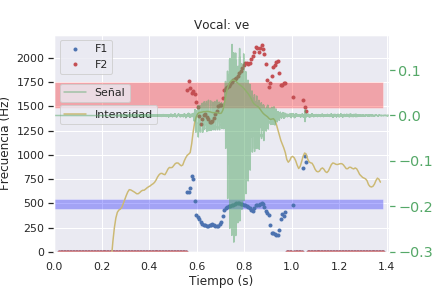 Vocal: ve
F1
F2
Señal
Intensidad
Frecuencia (Hz)
2000
1750
1500
1250
1000
750
500
250
0
0.1
0.0
−0.1
−0.2
−0.3
0.0 0.2 0.4 0.6 0.8 1.0 1.2 1.4
Tiempo (s)